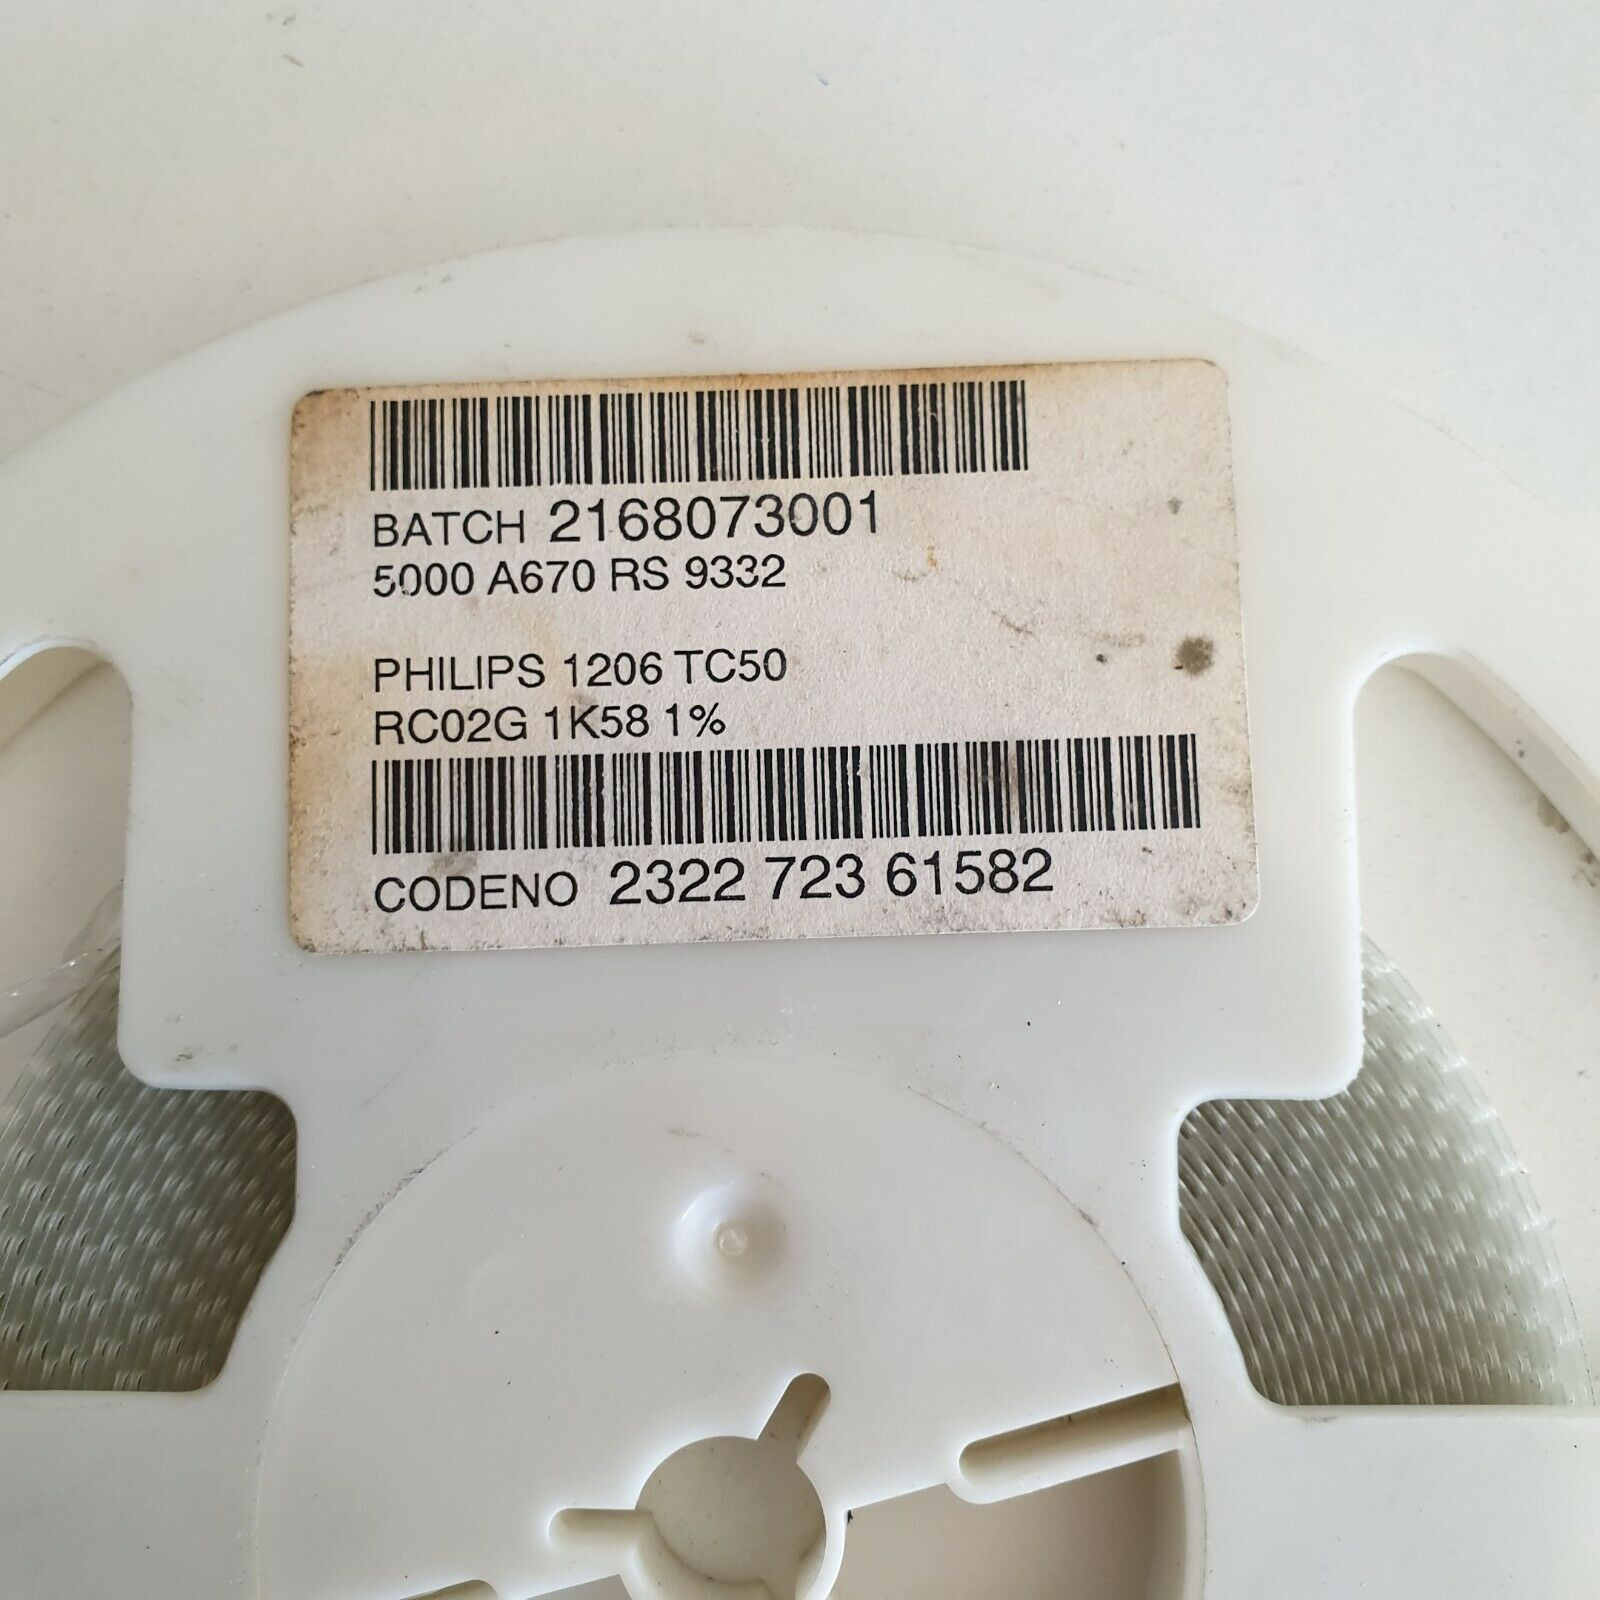 BATCH 2168073001
5000 A670 RS 9332
PHILIPS 1206 TC50
RC02G 1K58 1%
CODENO 2322 723 61582